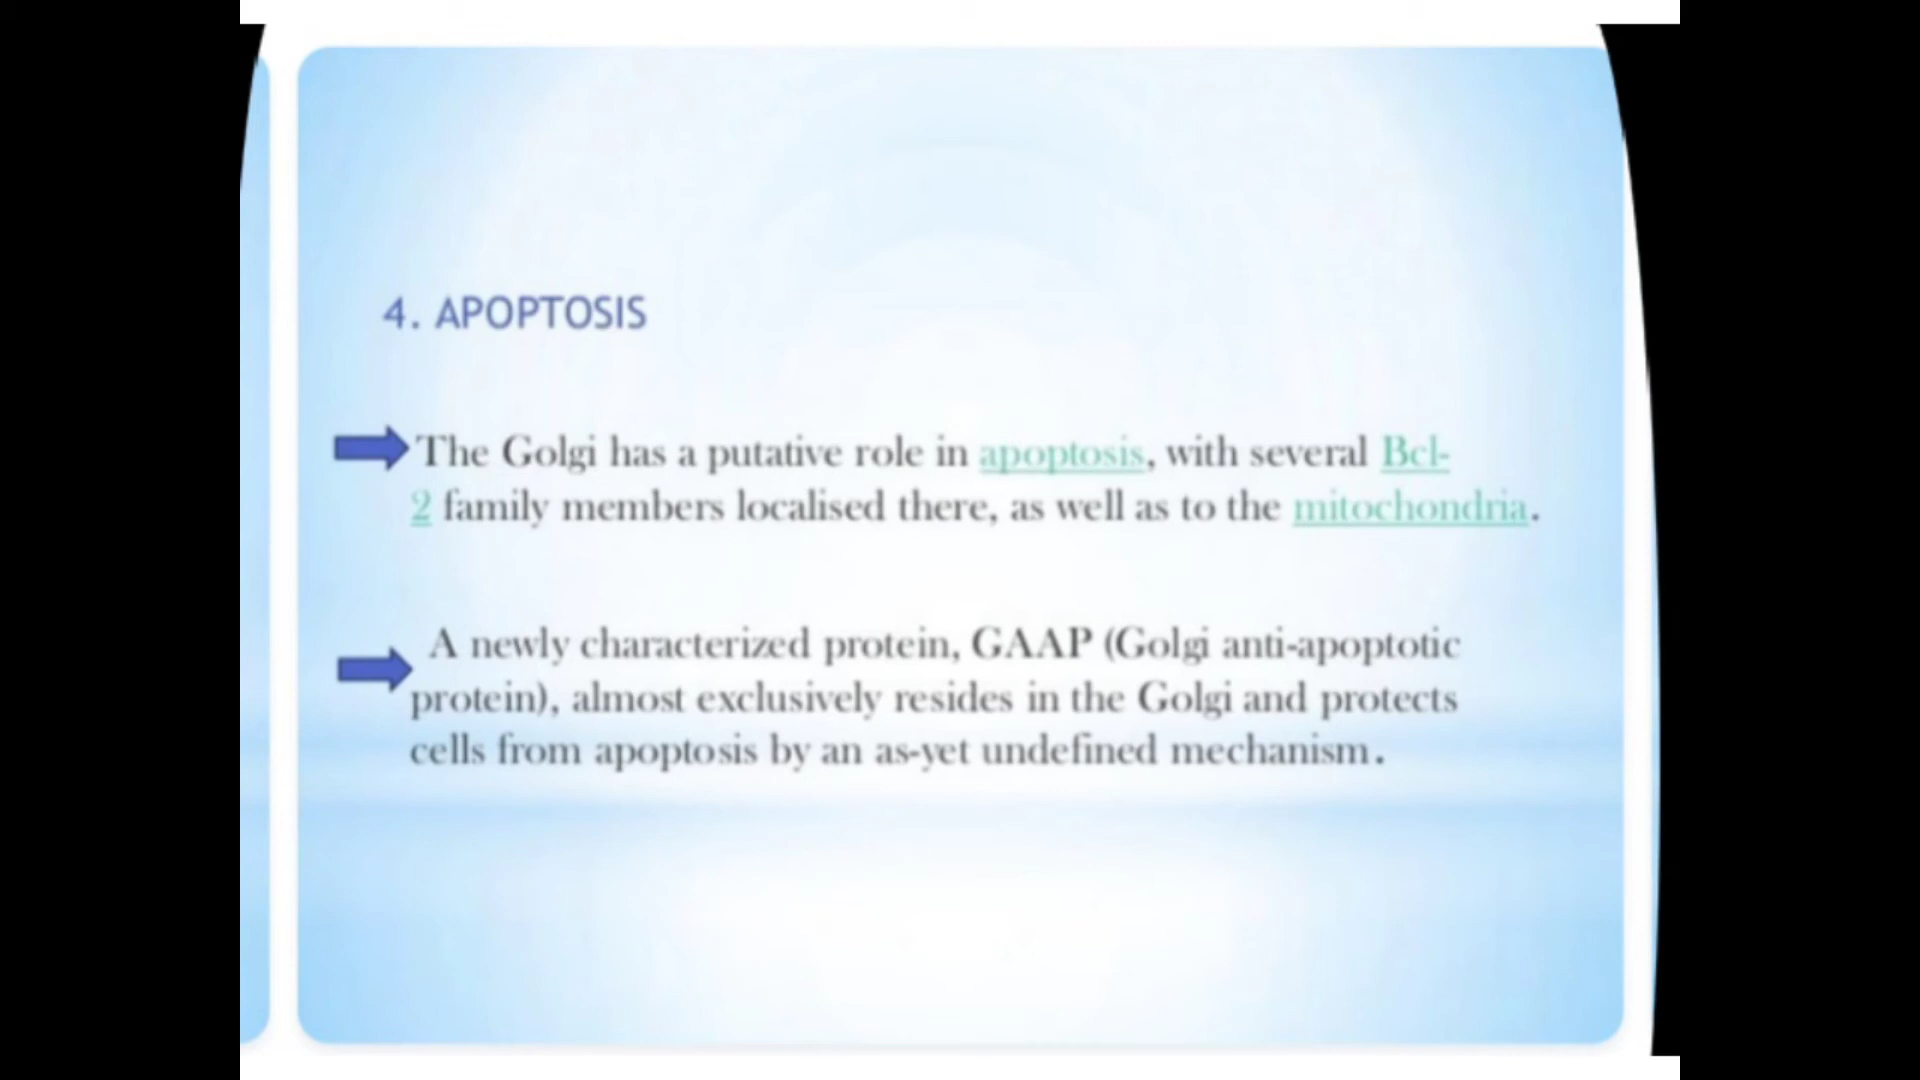 4. APOPTOSIS
The Golgi has a putative role in apoptosis, with several Bcl-
2 family members localised there, as well as to the mitochondria.
A newly characterized protein, GAAP (Golgi anti-apoptotic
protein), almost exclusively resides in the Golgi and protects
cells from apoptosis by an as-yet undefined mechanism.